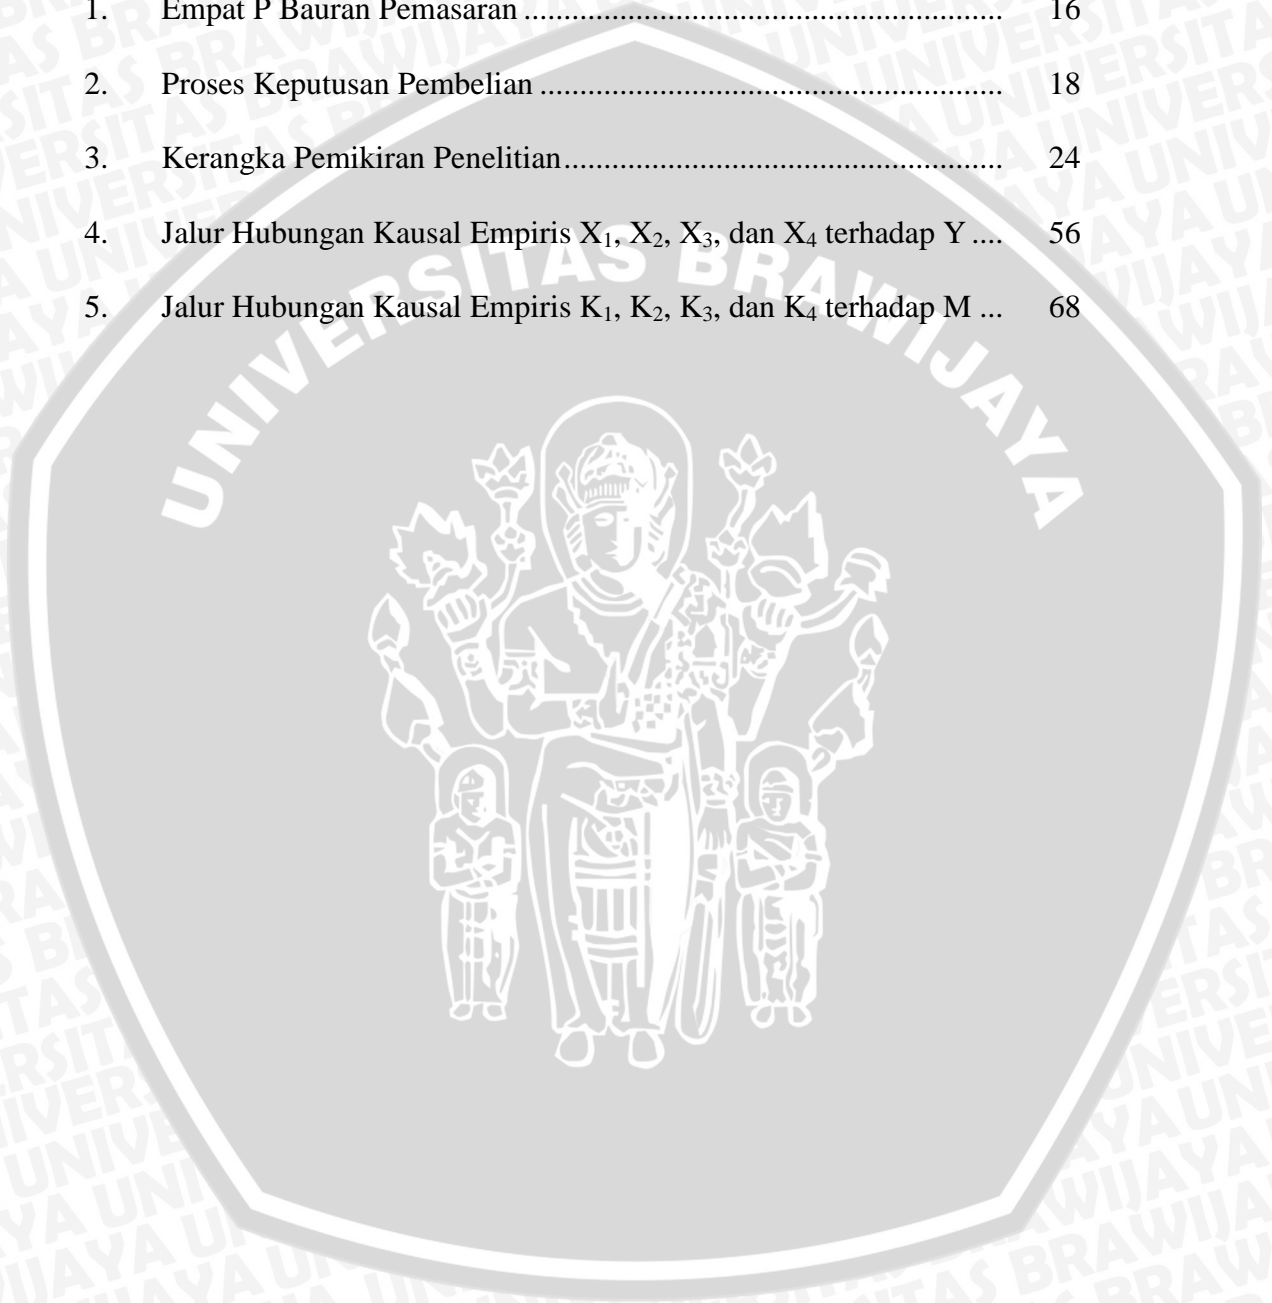 1. Empat P Bauran Pemasaran ............................................................ 16
2. Proses Keputusan Pembelian .......................................................... 18
3. Kerangka Pemikiran Penelitian....................................................... 24
4. Jalur Hubungan Kausal Empiris X₁, X₂, X₃, dan X₄ terhadap Y .... 56
5. Jalur Hubungan Kausal Empiris K₁, K₂, K₃, dan K₄ terhadap M ... 68
UNIVERSITAS BRAWIJAYA